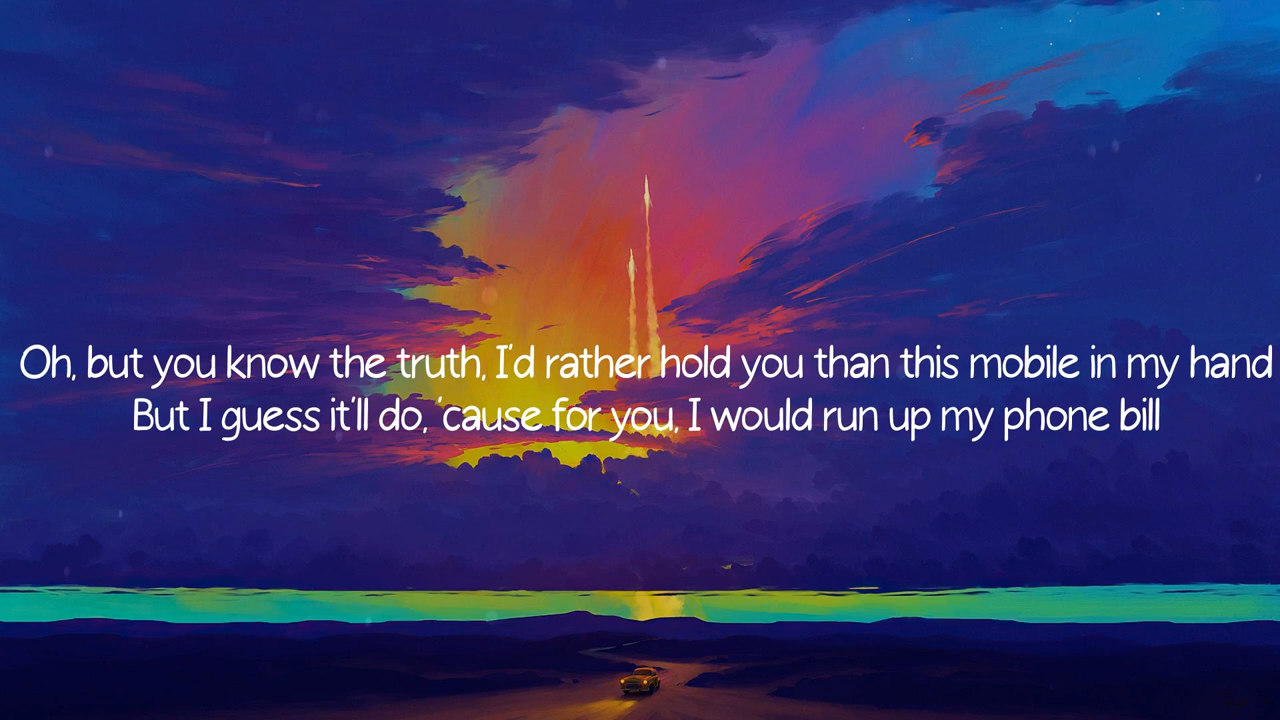 Oh, but you know the truth, I'd rather hold you than this mobile in my hand
But I guess it'll do, 'cause for you, I would run up my phone bill